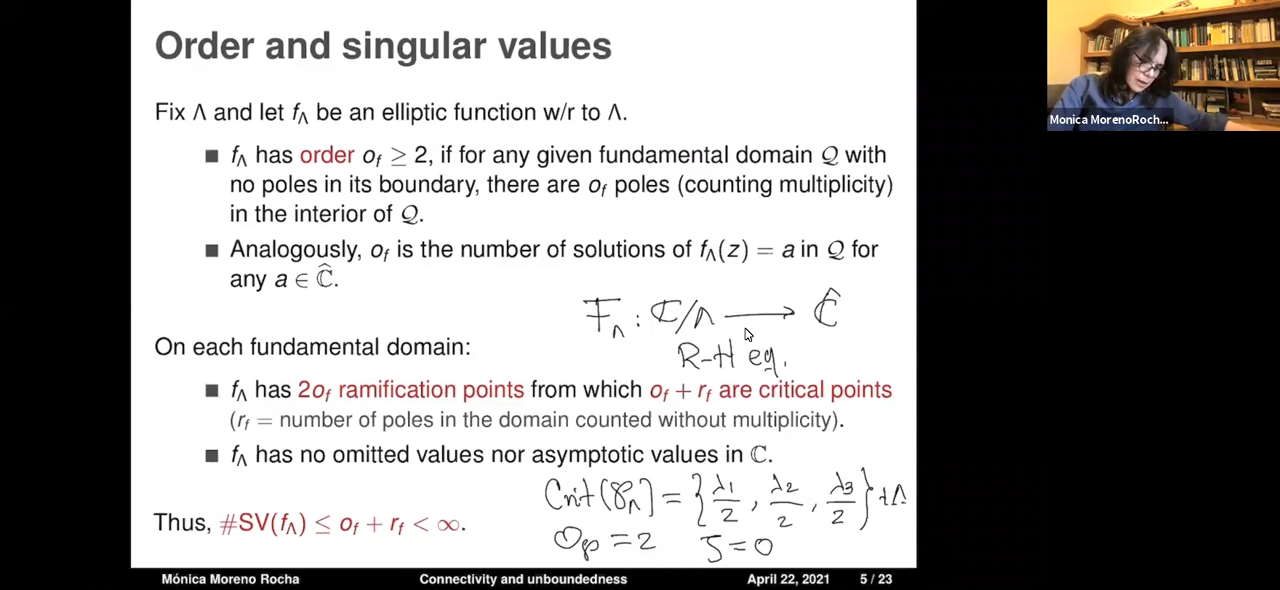 Order and singular values
Fix Λ and let f_Λ be an elliptic function w/r to Λ.
■ f_Λ has order o_f ≥ 2, if for any given fundamental domain 𝒬 with
no poles in its boundary, there are o_f poles (counting multiplicity)
in the interior of 𝒬.
■ Analogously, o_f is the number of solutions of f_Λ(z) = a in 𝒬 for
any a ∈ Ĉ.
F_Λ : ℂ/Λ ⟶ Ĉ
R-H eq.
On each fundamental domain:
■ f_Λ has 2o_f ramification points from which o_f + r_f are critical points
(r_f = number of poles in the domain counted without multiplicity).
■ f_Λ has no omitted values nor asymptotic values in ℂ.
Crit(℘_Λ) = {λ₁/2, λ₂/2, λ₃/2} + Λ
Thus, #SV(f_Λ) ≤ o_f + r_f < ∞.
O_℘ = 2 ζ = 0
Mónica Moreno Rocha Connectivity and unboundedness April 22, 2021 5 / 23
Monica MorenoRoch...